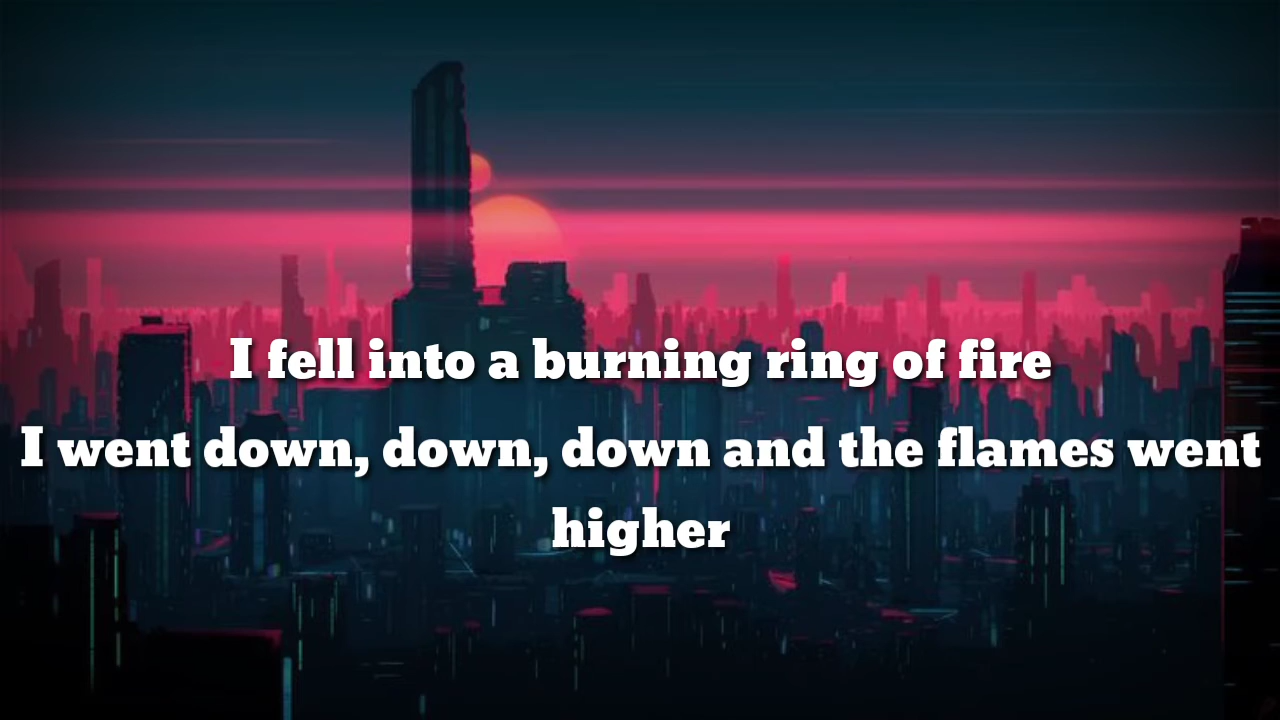 I fell into a burning ring of fire
I went down, down, down and the flames went
higher